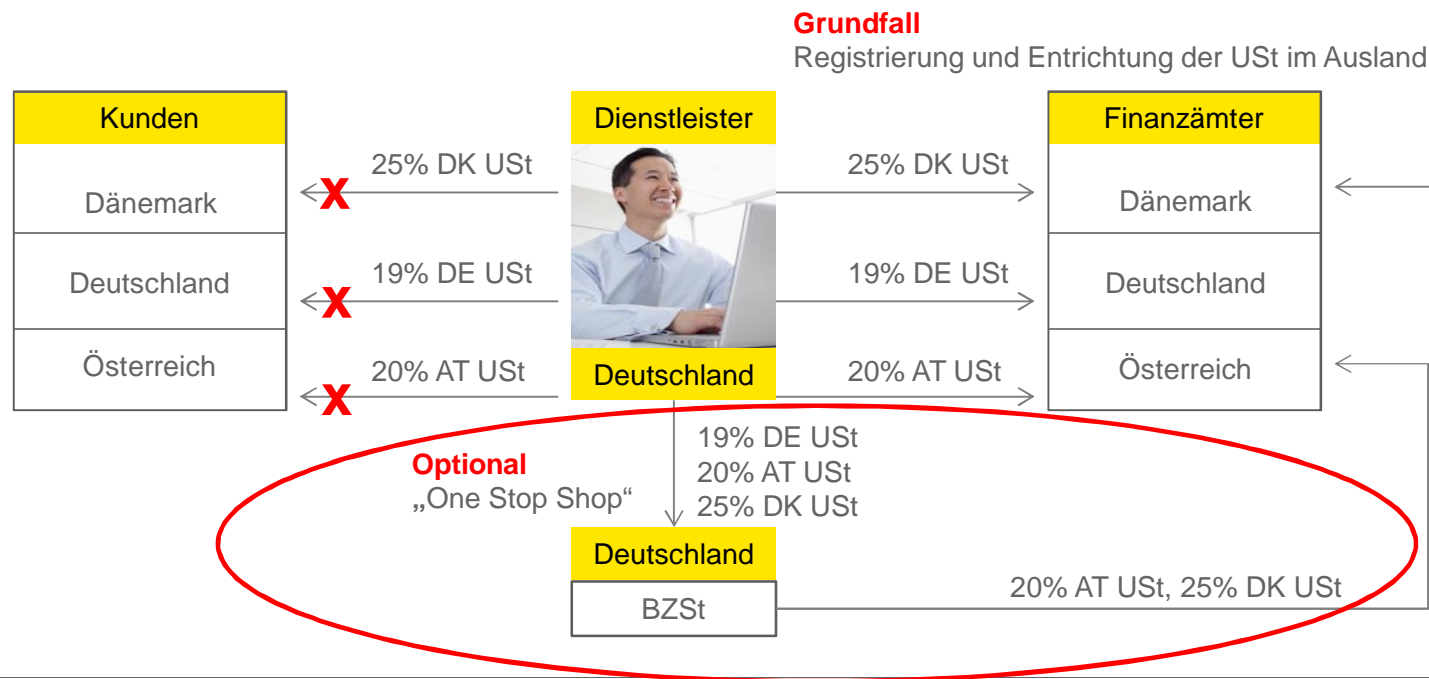 Grundfall
Registrierung und Entrichtung der USt im Ausland
Kunden
Dänemark
Deutschland
Österreich
25% DK USt
X
19% DE USt
X
20% AT USt
X
Dienstleister
Deutschland
25% DK USt
19% DE USt
20% AT USt
Finanzämter
Dänemark
Deutschland
Österreich
Optional
„One Stop Shop“
19% DE USt
20% AT USt
25% DK USt
Deutschland
BZSt
20% AT USt, 25% DK USt